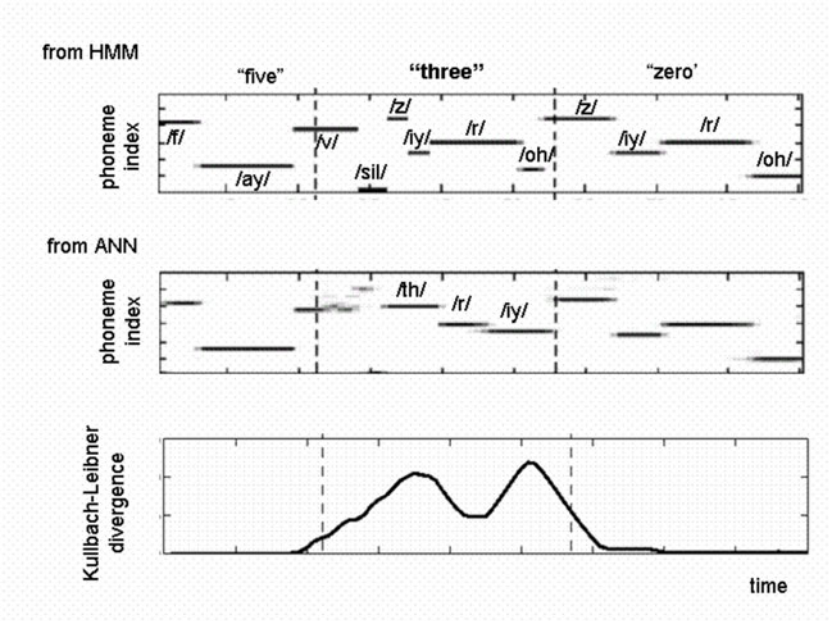 from HMM
"five" "three" "zero'
phoneme index
/f/ /ay/ /v/ /sil/ /z/ /iy/ /r/ /oh/ /z/ /iy/ /r/ /oh/
from ANN
phoneme index
/th/ /r/ /iy/
Kullbach-Leibner
divergence
time